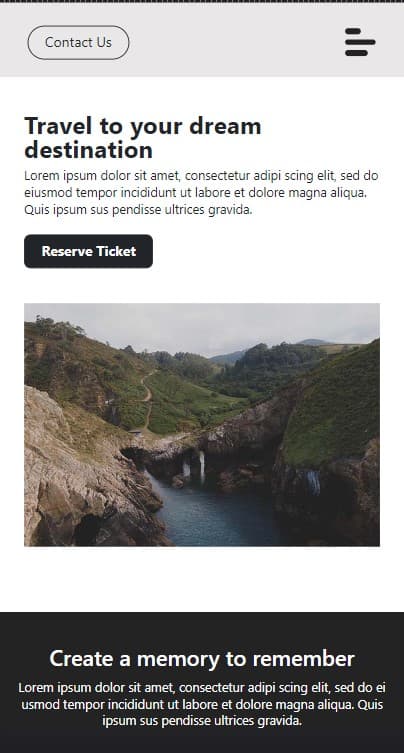 Contact Us
Travel to your dream
destination
Lorem ipsum dolor sit amet, consectetur adipi scing elit, sed do
eiusmod tempor incididunt ut labore et dolore magna aliqua.
Quis ipsum sus pendisse ultrices gravida.
Reserve Ticket
Create a memory to remember
Lorem ipsum dolor sit amet, consectetur adipi scing elit, sed do ei
usmod tempor incididunt ut labore et dolore magna aliqua. Quis
ipsum sus pendisse ultrices gravida.